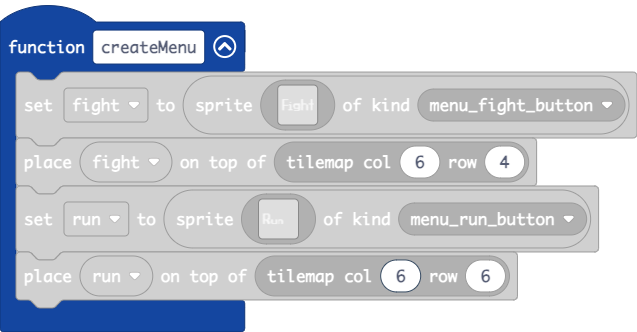 function createMenu
set fight to sprite Fight of kind menu_fight_button
place fight on top of tilemap col 6 row 4
set run to sprite Run of kind menu_run_button
place run on top of tilemap col 6 row 6